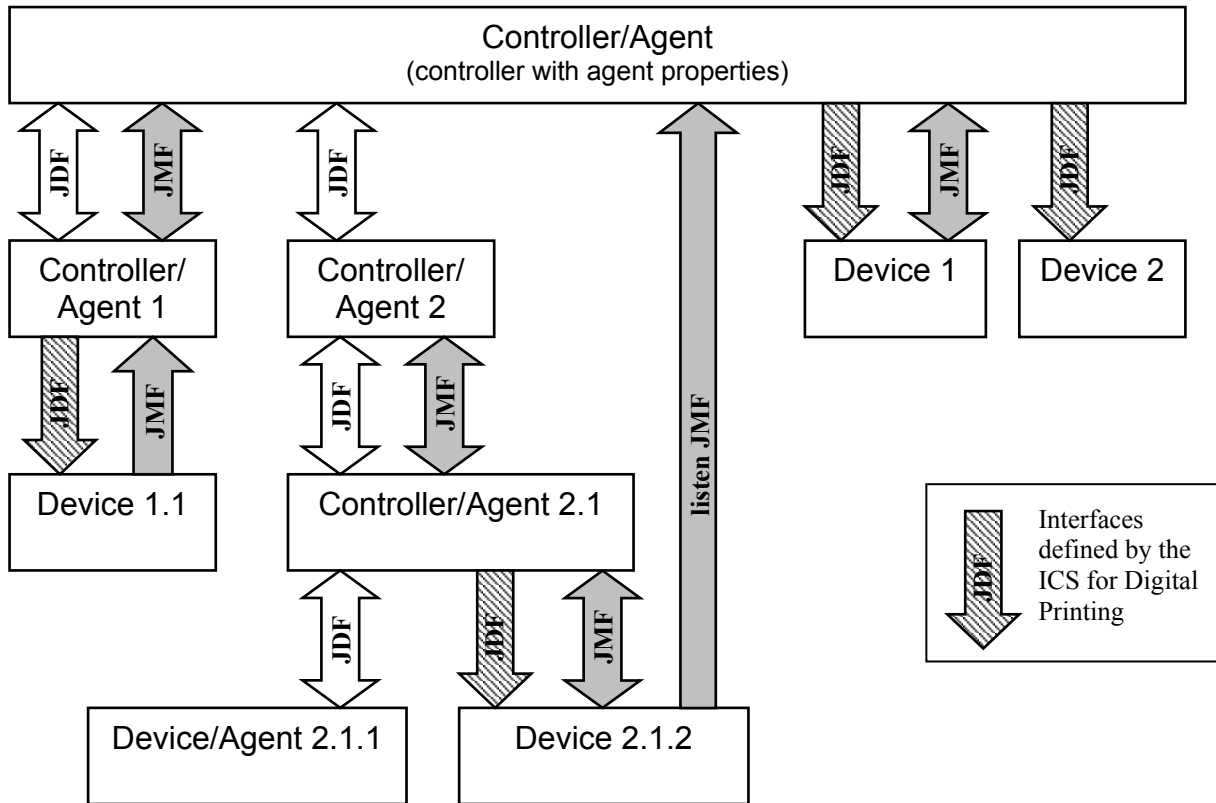 Controller/Agent
(controller with agent properties)
JDF
JMF
JDF
JDF
JMF
JDF
Controller/
Agent 1
Controller/
Agent 2
Device 1
Device 2
JDF
JMF
JDF
JMF
listen JMF
Device 1.1
Controller/Agent 2.1
JDF
JDF
JMF
Device/Agent 2.1.1
Device 2.1.2
JDF
Interfaces
defined by the
ICS for Digital
Printing